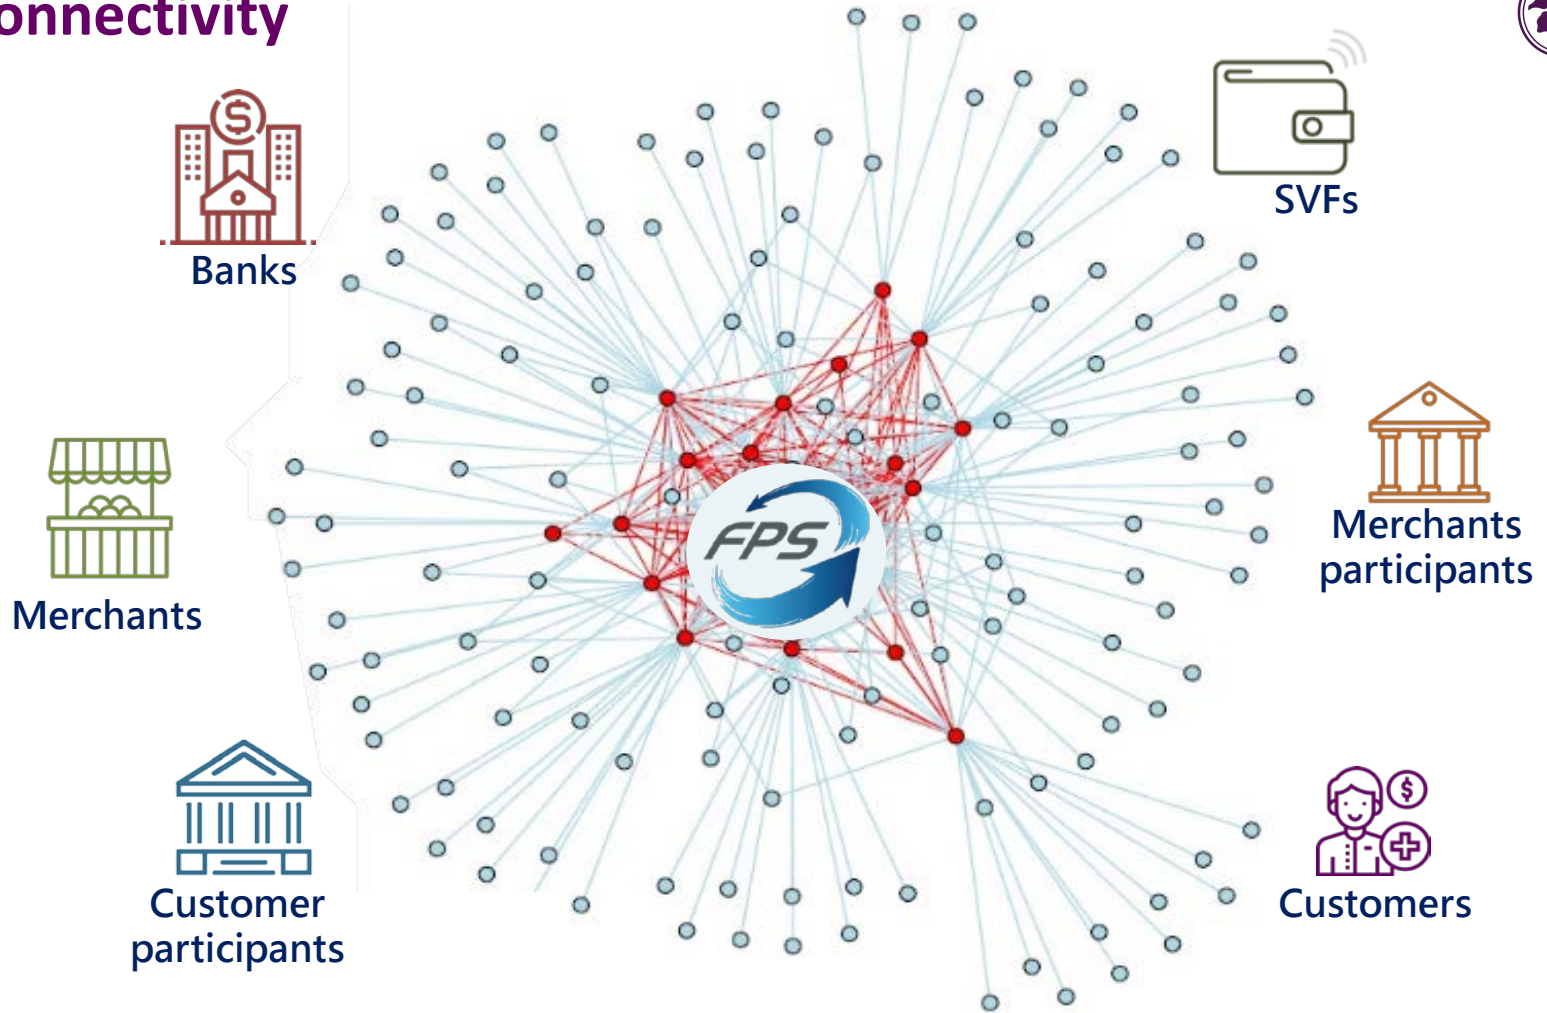 onnectivity
SVFs
Banks
FPS
Merchants
participants
Merchants
Customer
participants
Customers